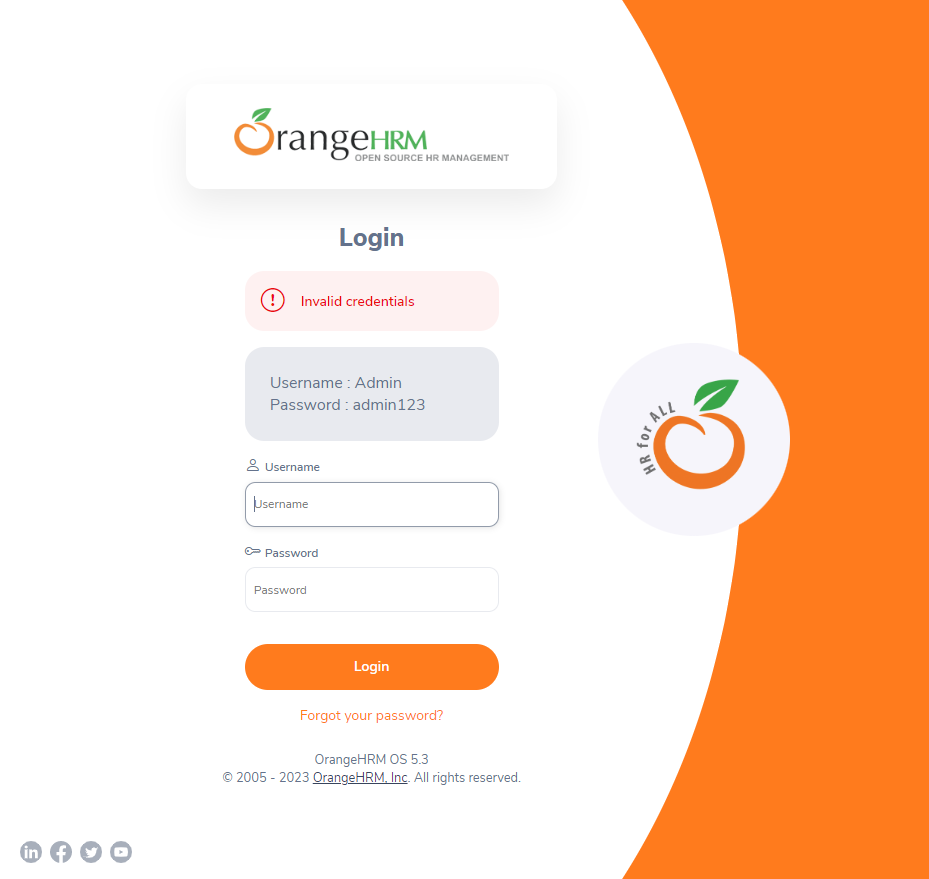 OrangeHRM
OPEN SOURCE HR MANAGEMENT
Login
Invalid credentials
Username : Admin
Password : admin123
Username
Username
Password
Password
Login
Forgot your password?
OrangeHRM OS 5.3
© 2005 - 2023 OrangeHRM, Inc. All rights reserved.
HR for ALL
in